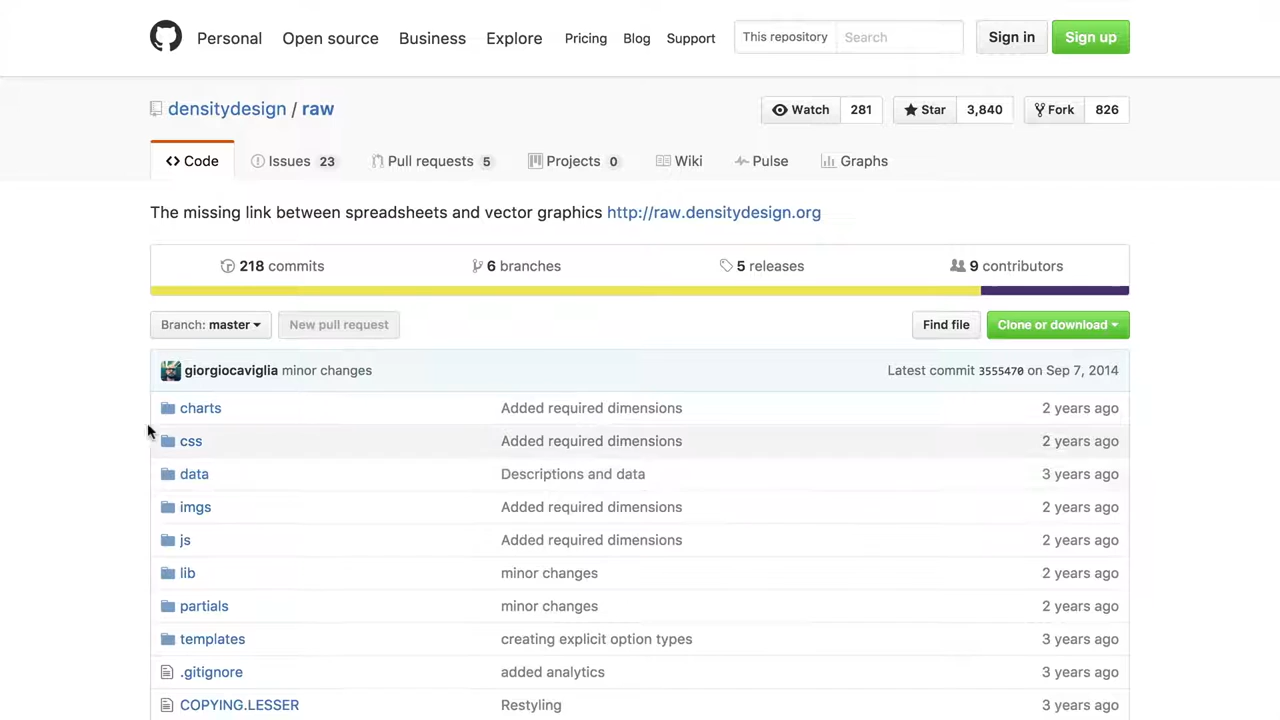 Personal Open source Business Explore Pricing Blog Support This repository Search Sign in Sign up
densitydesign / raw Watch 281 Star 3,840 Fork 826
Code Issues 23 Pull requests 5 Projects 0 Wiki Pulse Graphs
The missing link between spreadsheets and vector graphics http://raw.densitydesign.org
218 commits 6 branches 5 releases 9 contributors
Branch: master New pull request Find file Clone or download
giorgiocaviglia minor changes Latest commit 3555470 on Sep 7, 2014
charts Added required dimensions 2 years ago
css Added required dimensions 2 years ago
data Descriptions and data 3 years ago
imgs Added required dimensions 2 years ago
js Added required dimensions 2 years ago
lib minor changes 2 years ago
partials minor changes 2 years ago
templates creating explicit option types 3 years ago
.gitignore added analytics 3 years ago
COPYING.LESSER Restyling 3 years ago